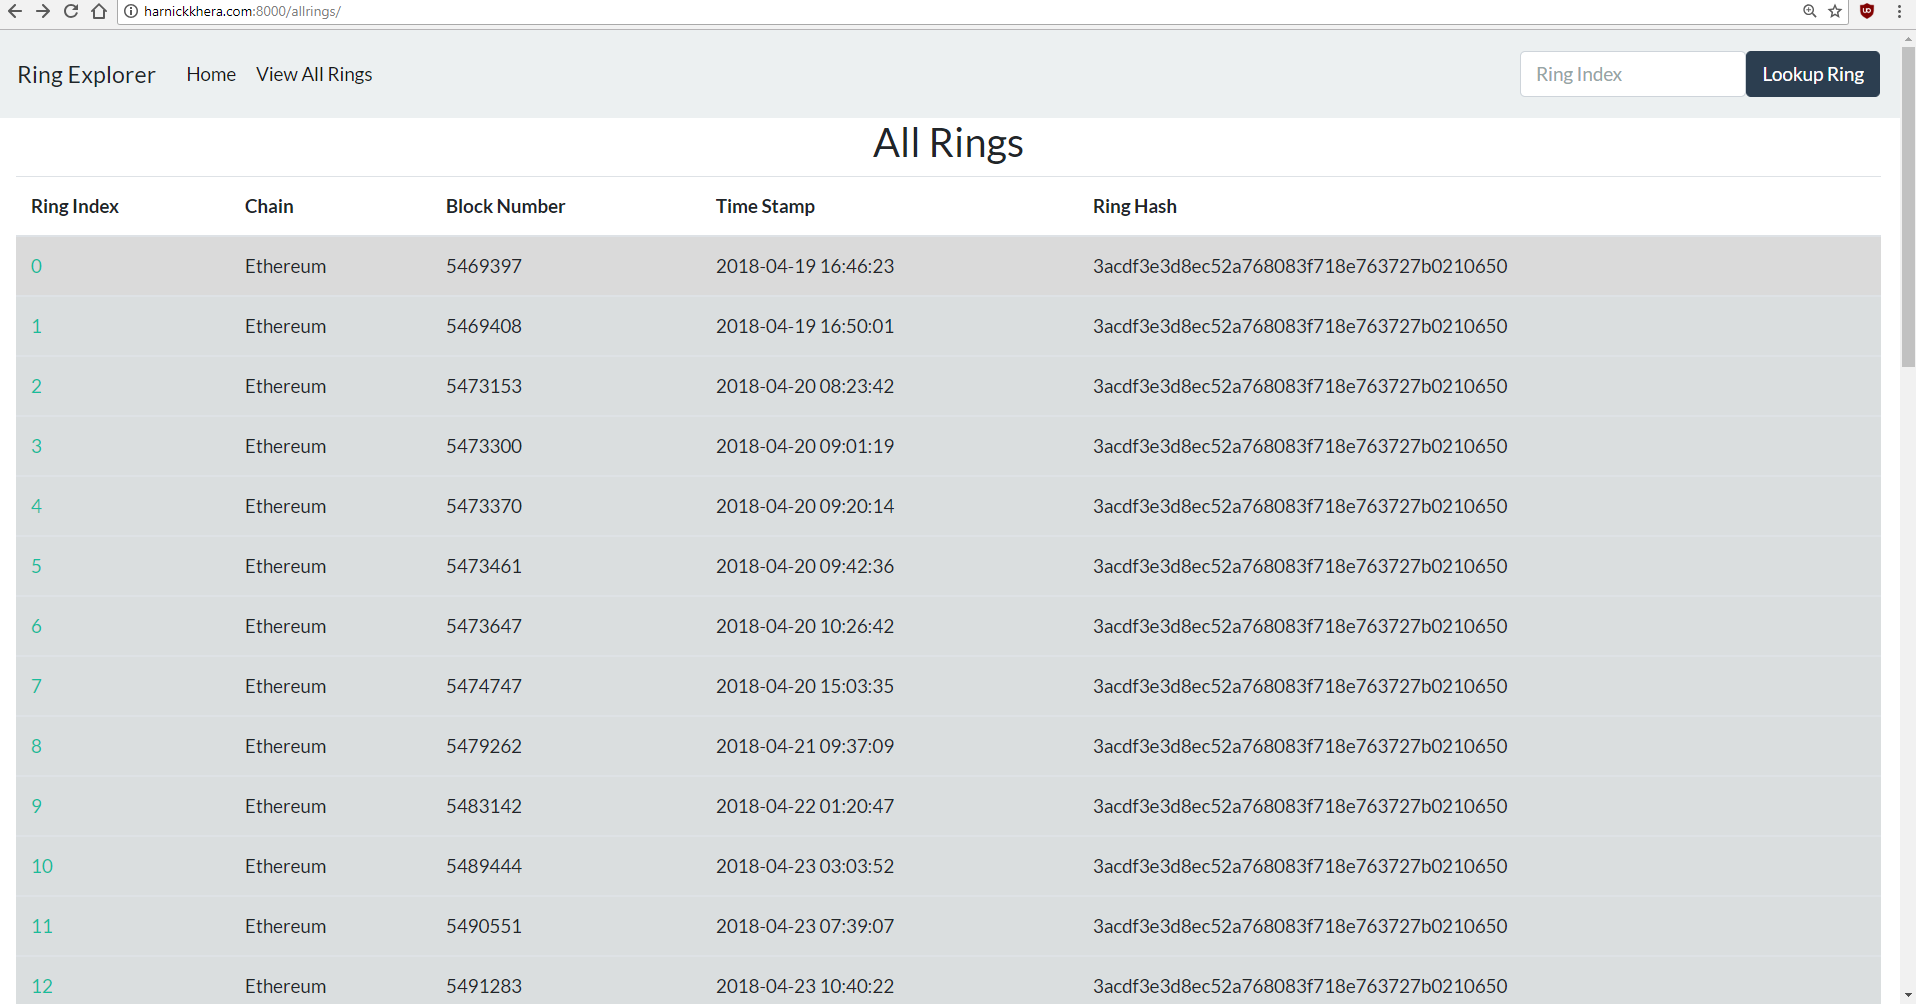 harnickkhera.com:8000/allrings/
Ring Explorer Home View All Rings Ring Index Lookup Ring
All Rings
Ring Index Chain Block Number Time Stamp Ring Hash
0 Ethereum 5469397 2018-04-19 16:46:23 3acdf3e3d8ec52a768083f718e763727b0210650
1 Ethereum 5469408 2018-04-19 16:50:01 3acdf3e3d8ec52a768083f718e763727b0210650
2 Ethereum 5473153 2018-04-20 08:23:42 3acdf3e3d8ec52a768083f718e763727b0210650
3 Ethereum 5473300 2018-04-20 09:01:19 3acdf3e3d8ec52a768083f718e763727b0210650
4 Ethereum 5473370 2018-04-20 09:20:14 3acdf3e3d8ec52a768083f718e763727b0210650
5 Ethereum 5473461 2018-04-20 09:42:36 3acdf3e3d8ec52a768083f718e763727b0210650
6 Ethereum 5473647 2018-04-20 10:26:42 3acdf3e3d8ec52a768083f718e763727b0210650
7 Ethereum 5474747 2018-04-20 15:03:35 3acdf3e3d8ec52a768083f718e763727b0210650
8 Ethereum 5479262 2018-04-21 09:37:09 3acdf3e3d8ec52a768083f718e763727b0210650
9 Ethereum 5483142 2018-04-22 01:20:47 3acdf3e3d8ec52a768083f718e763727b0210650
10 Ethereum 5489444 2018-04-23 03:03:52 3acdf3e3d8ec52a768083f718e763727b0210650
11 Ethereum 5490551 2018-04-23 07:39:07 3acdf3e3d8ec52a768083f718e763727b0210650
12 Ethereum 5491283 2018-04-23 10:40:22 3acdf3e3d8ec52a768083f718e763727b0210650